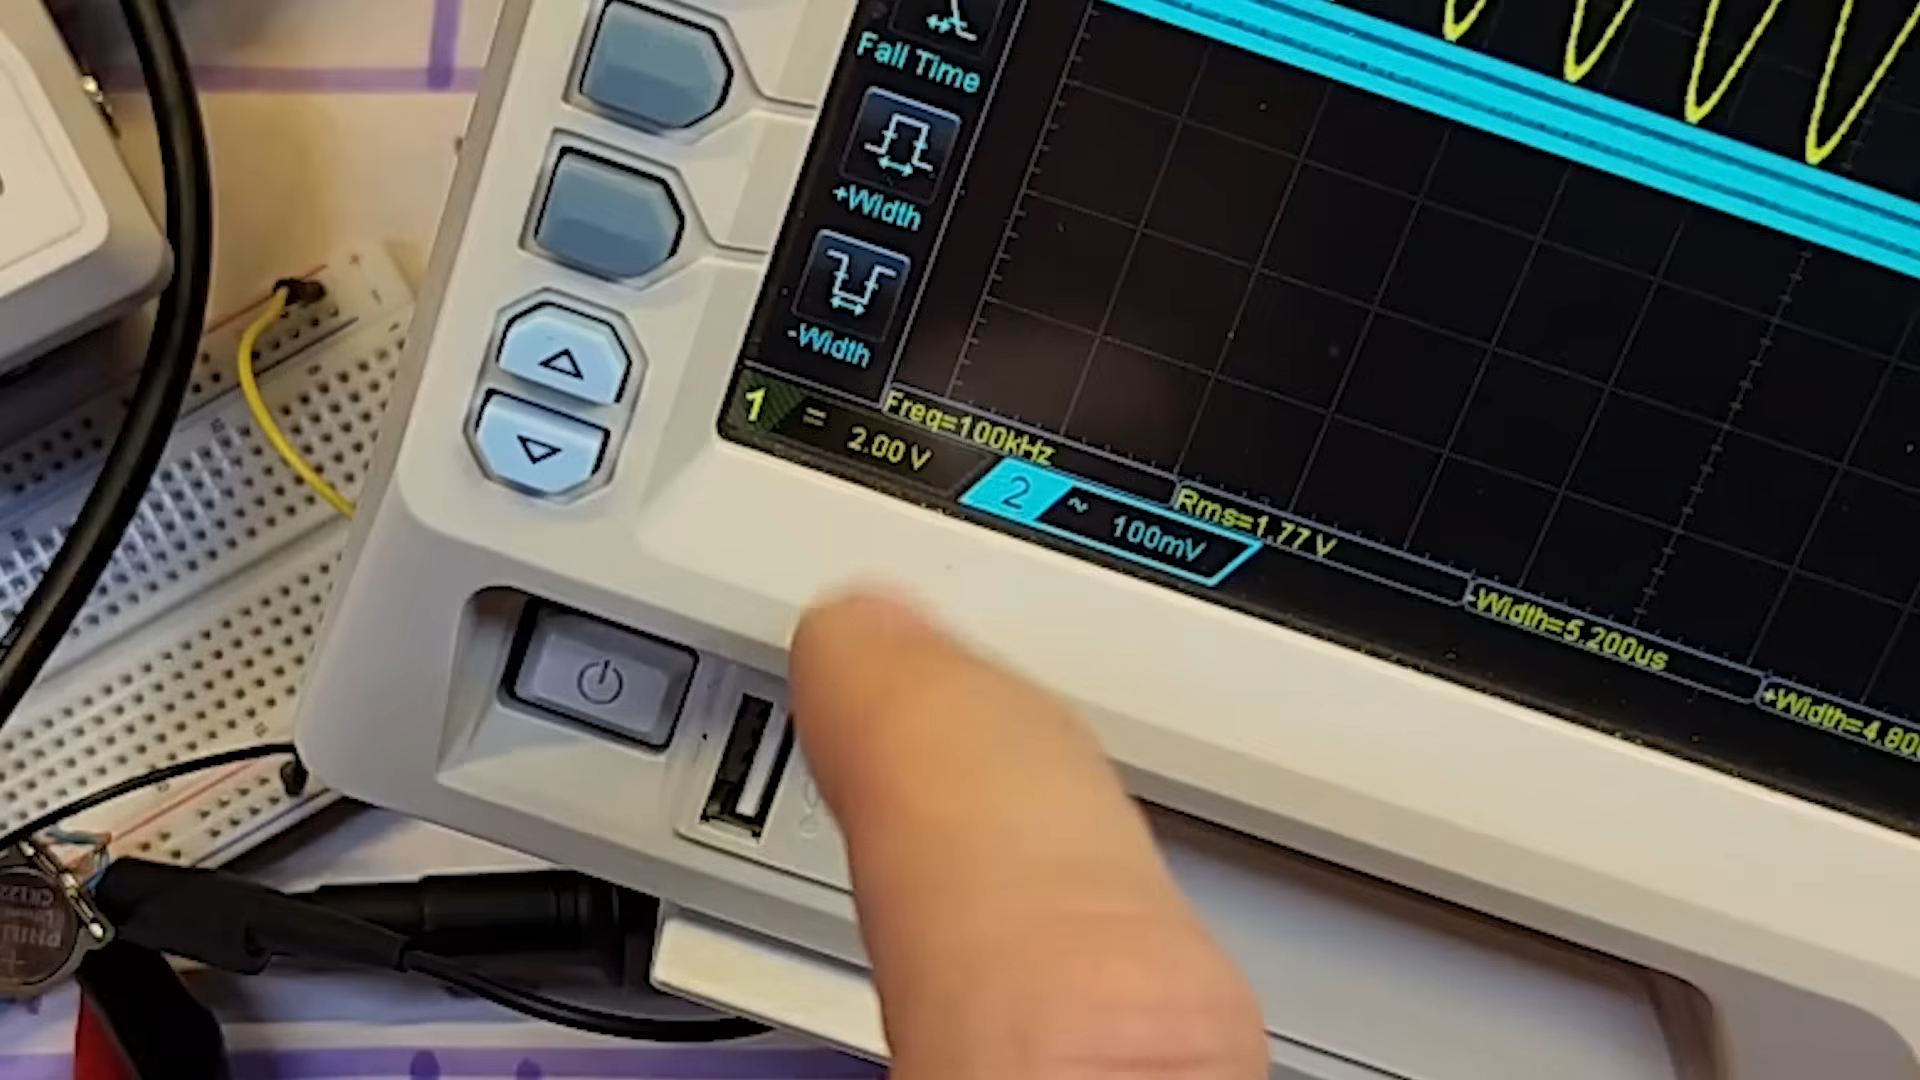 Fall Time
+Width
-Width
1 = 2.00 V
Freq=100kHz
2 ~ 100mV
Rms=1.77 V
-Width=5.200us
+Width=4.80